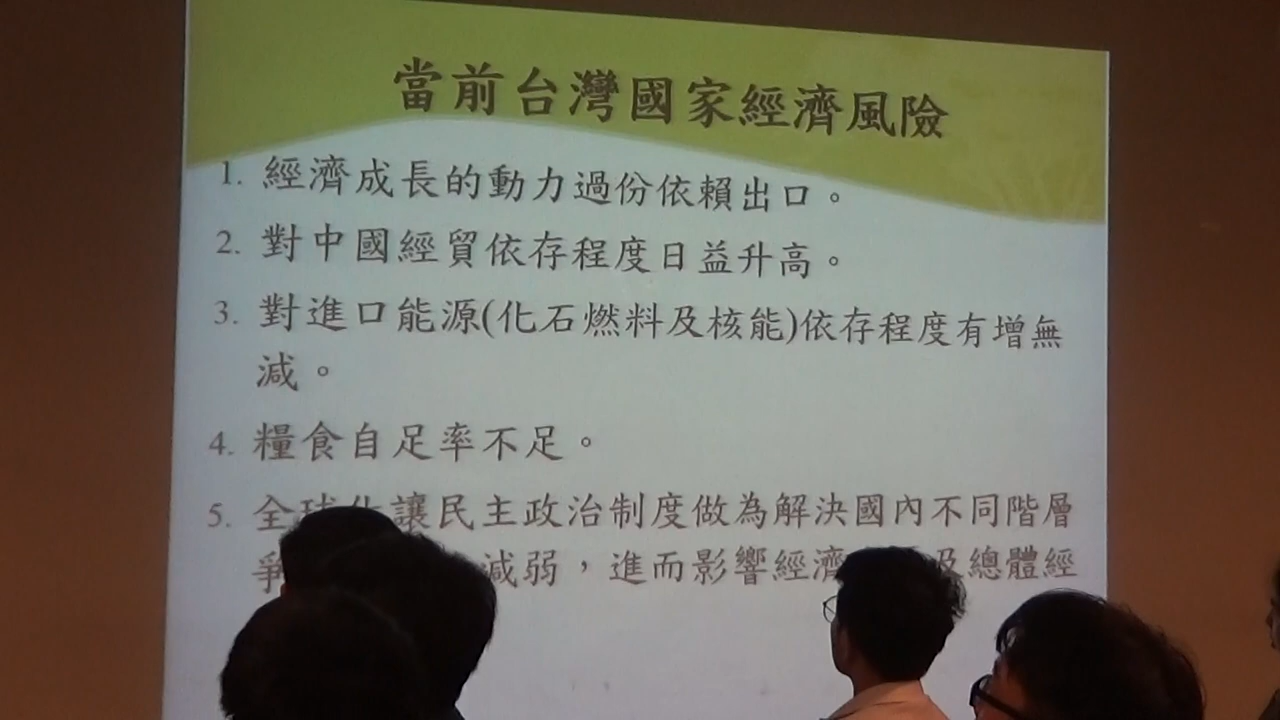 當前台灣國家經濟風險
1. 經濟成長的動力過份依賴出口。
2. 對中國經貿依存程度日益升高。
3. 對進口能源(化石燃料及核能)依存程度有增無
減。
4. 糧食自足率不足。
5. 全球化讓民主政治制度做為解決國內不同階層
爭減弱，進而影響經濟及總體經